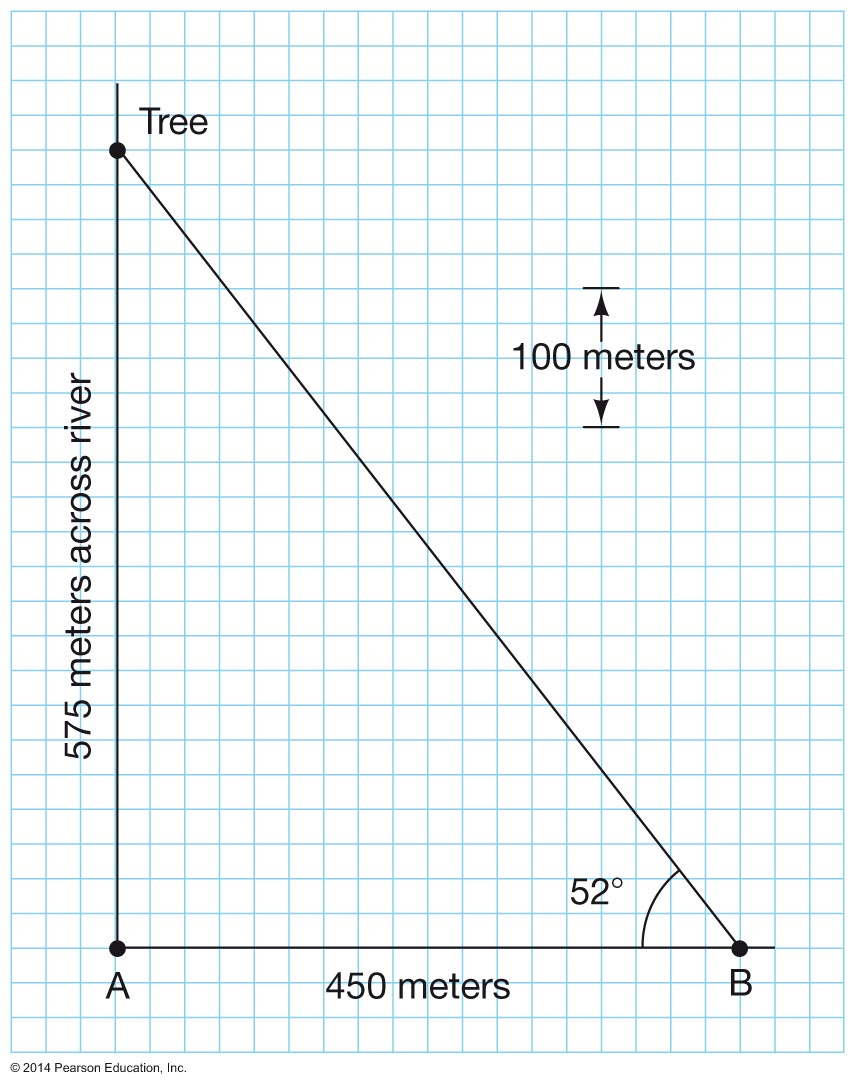 Tree
100 meters
575 meters across river
52°
A
450 meters
B
© 2014 Pearson Education, Inc.